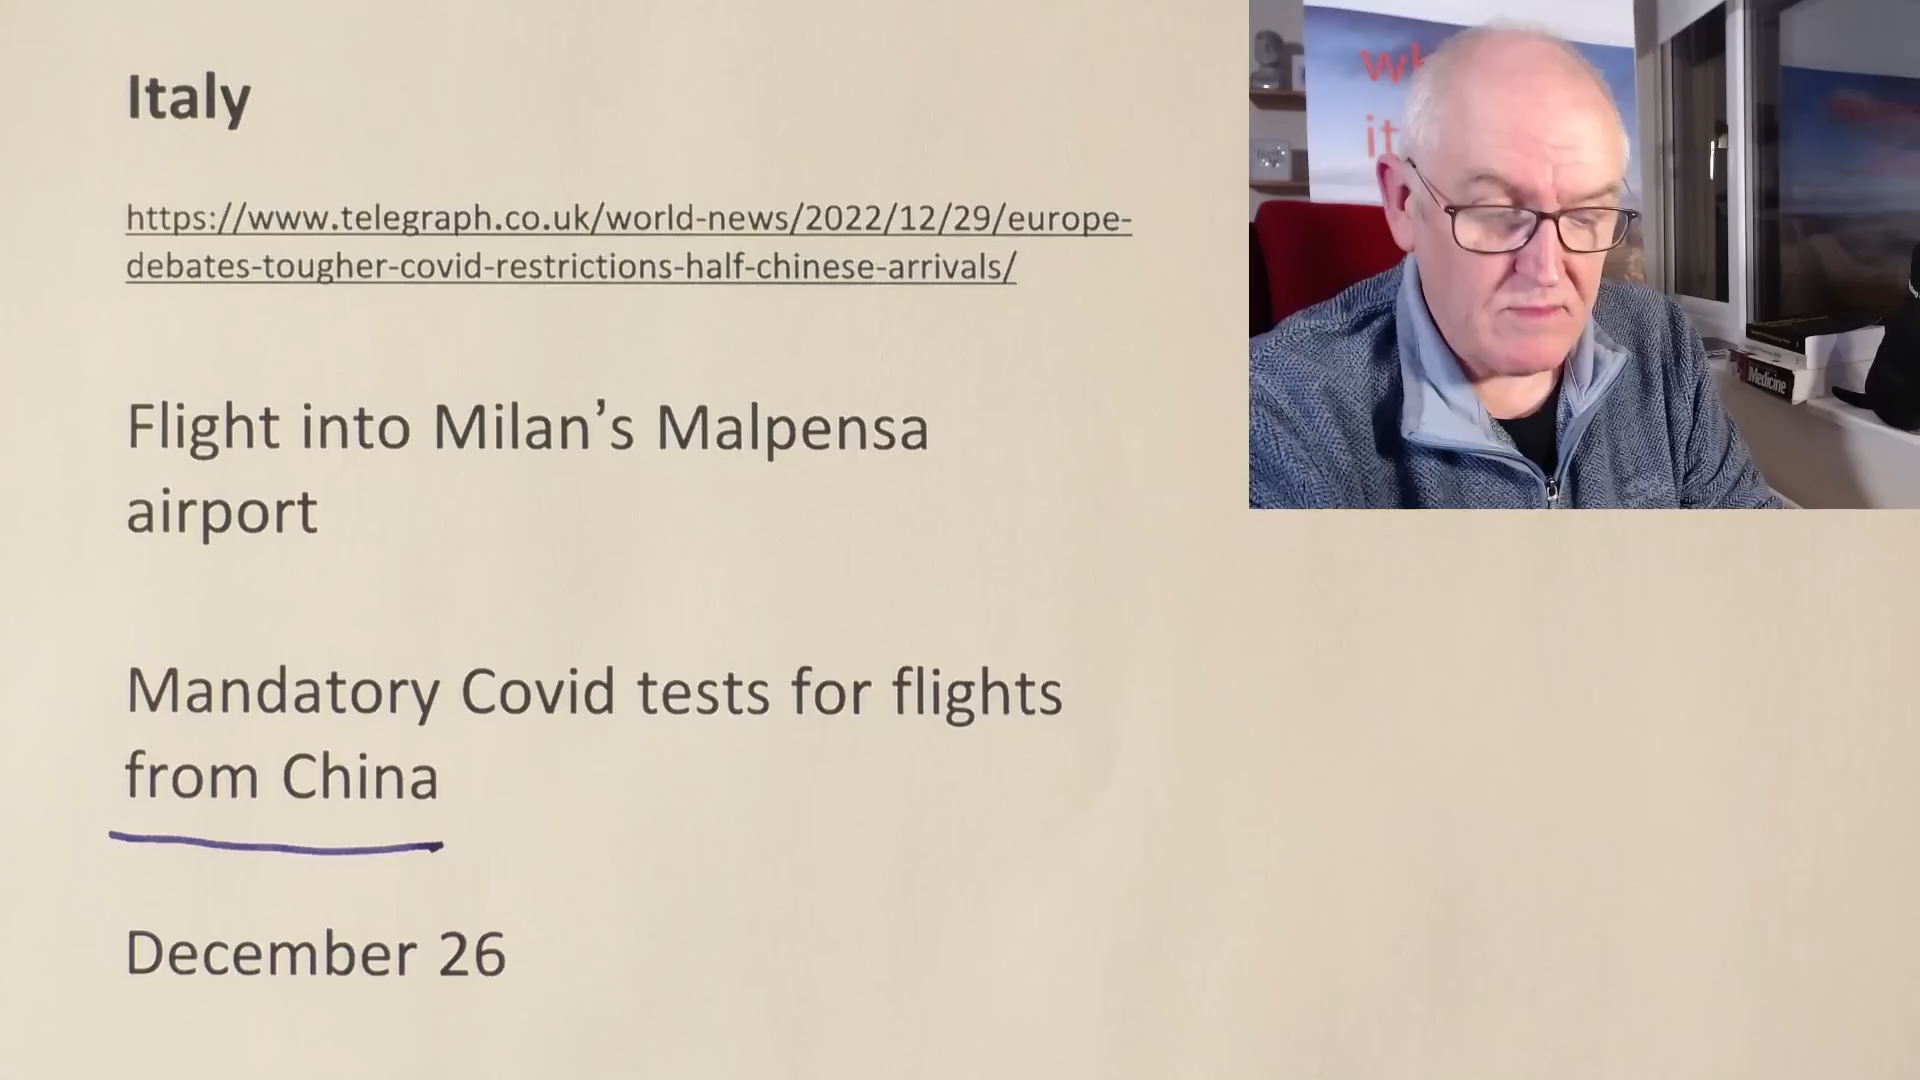 Italy
https://www.telegraph.co.uk/world-news/2022/12/29/europe-
debates-tougher-covid-restrictions-half-chinese-arrivals/
Flight into Milan’s Malpensa
airport
Mandatory Covid tests for flights
from China
December 26
Medicine